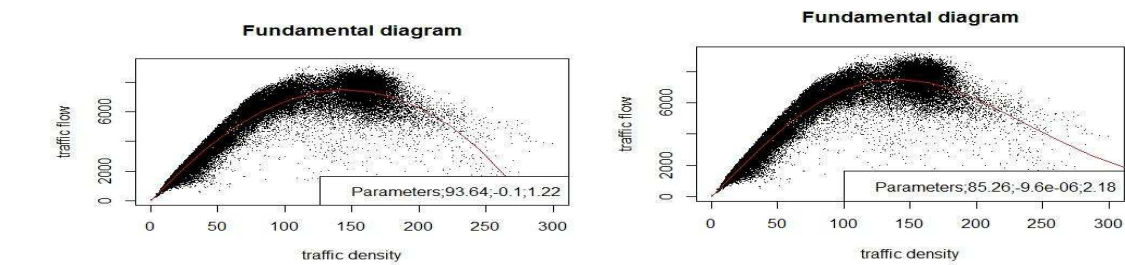 Fundamental diagram
traffic flow
0 2000 6000
Parameters;93.64;-0.1;1.22
0 50 100 150 200 250 300
traffic density
Fundamental diagram
traffic flow
0 2000 6000
Parameters;85.26;-9.6e-06;2.18
0 50 100 150 200 250 300
traffic density